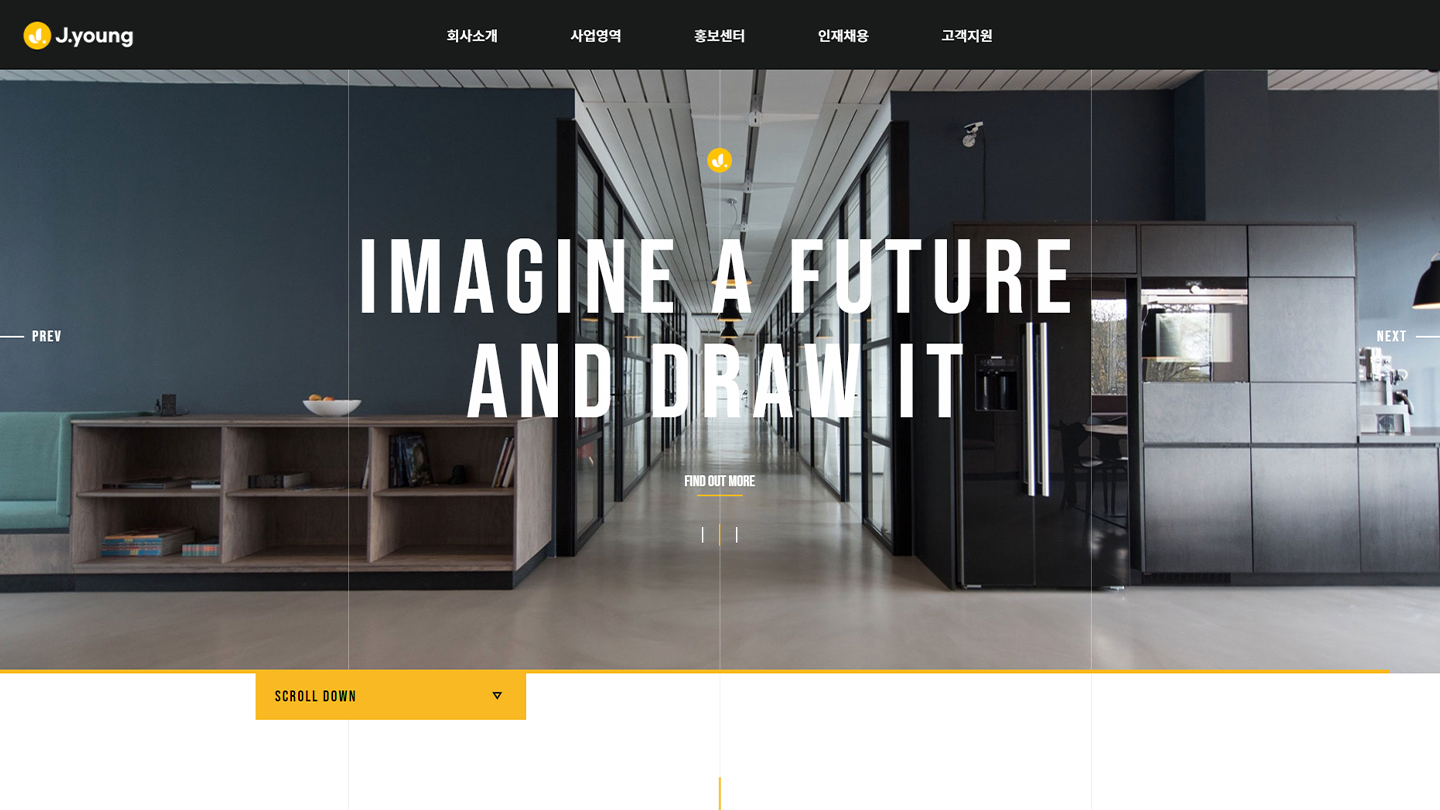 J.young
회사소개
사업영역
홍보센터
인재채용
고객지원
IMAGINE A FUTURE
AND DRAW IT
PREV
NEXT
FIND OUT MORE
SCROLL DOWN